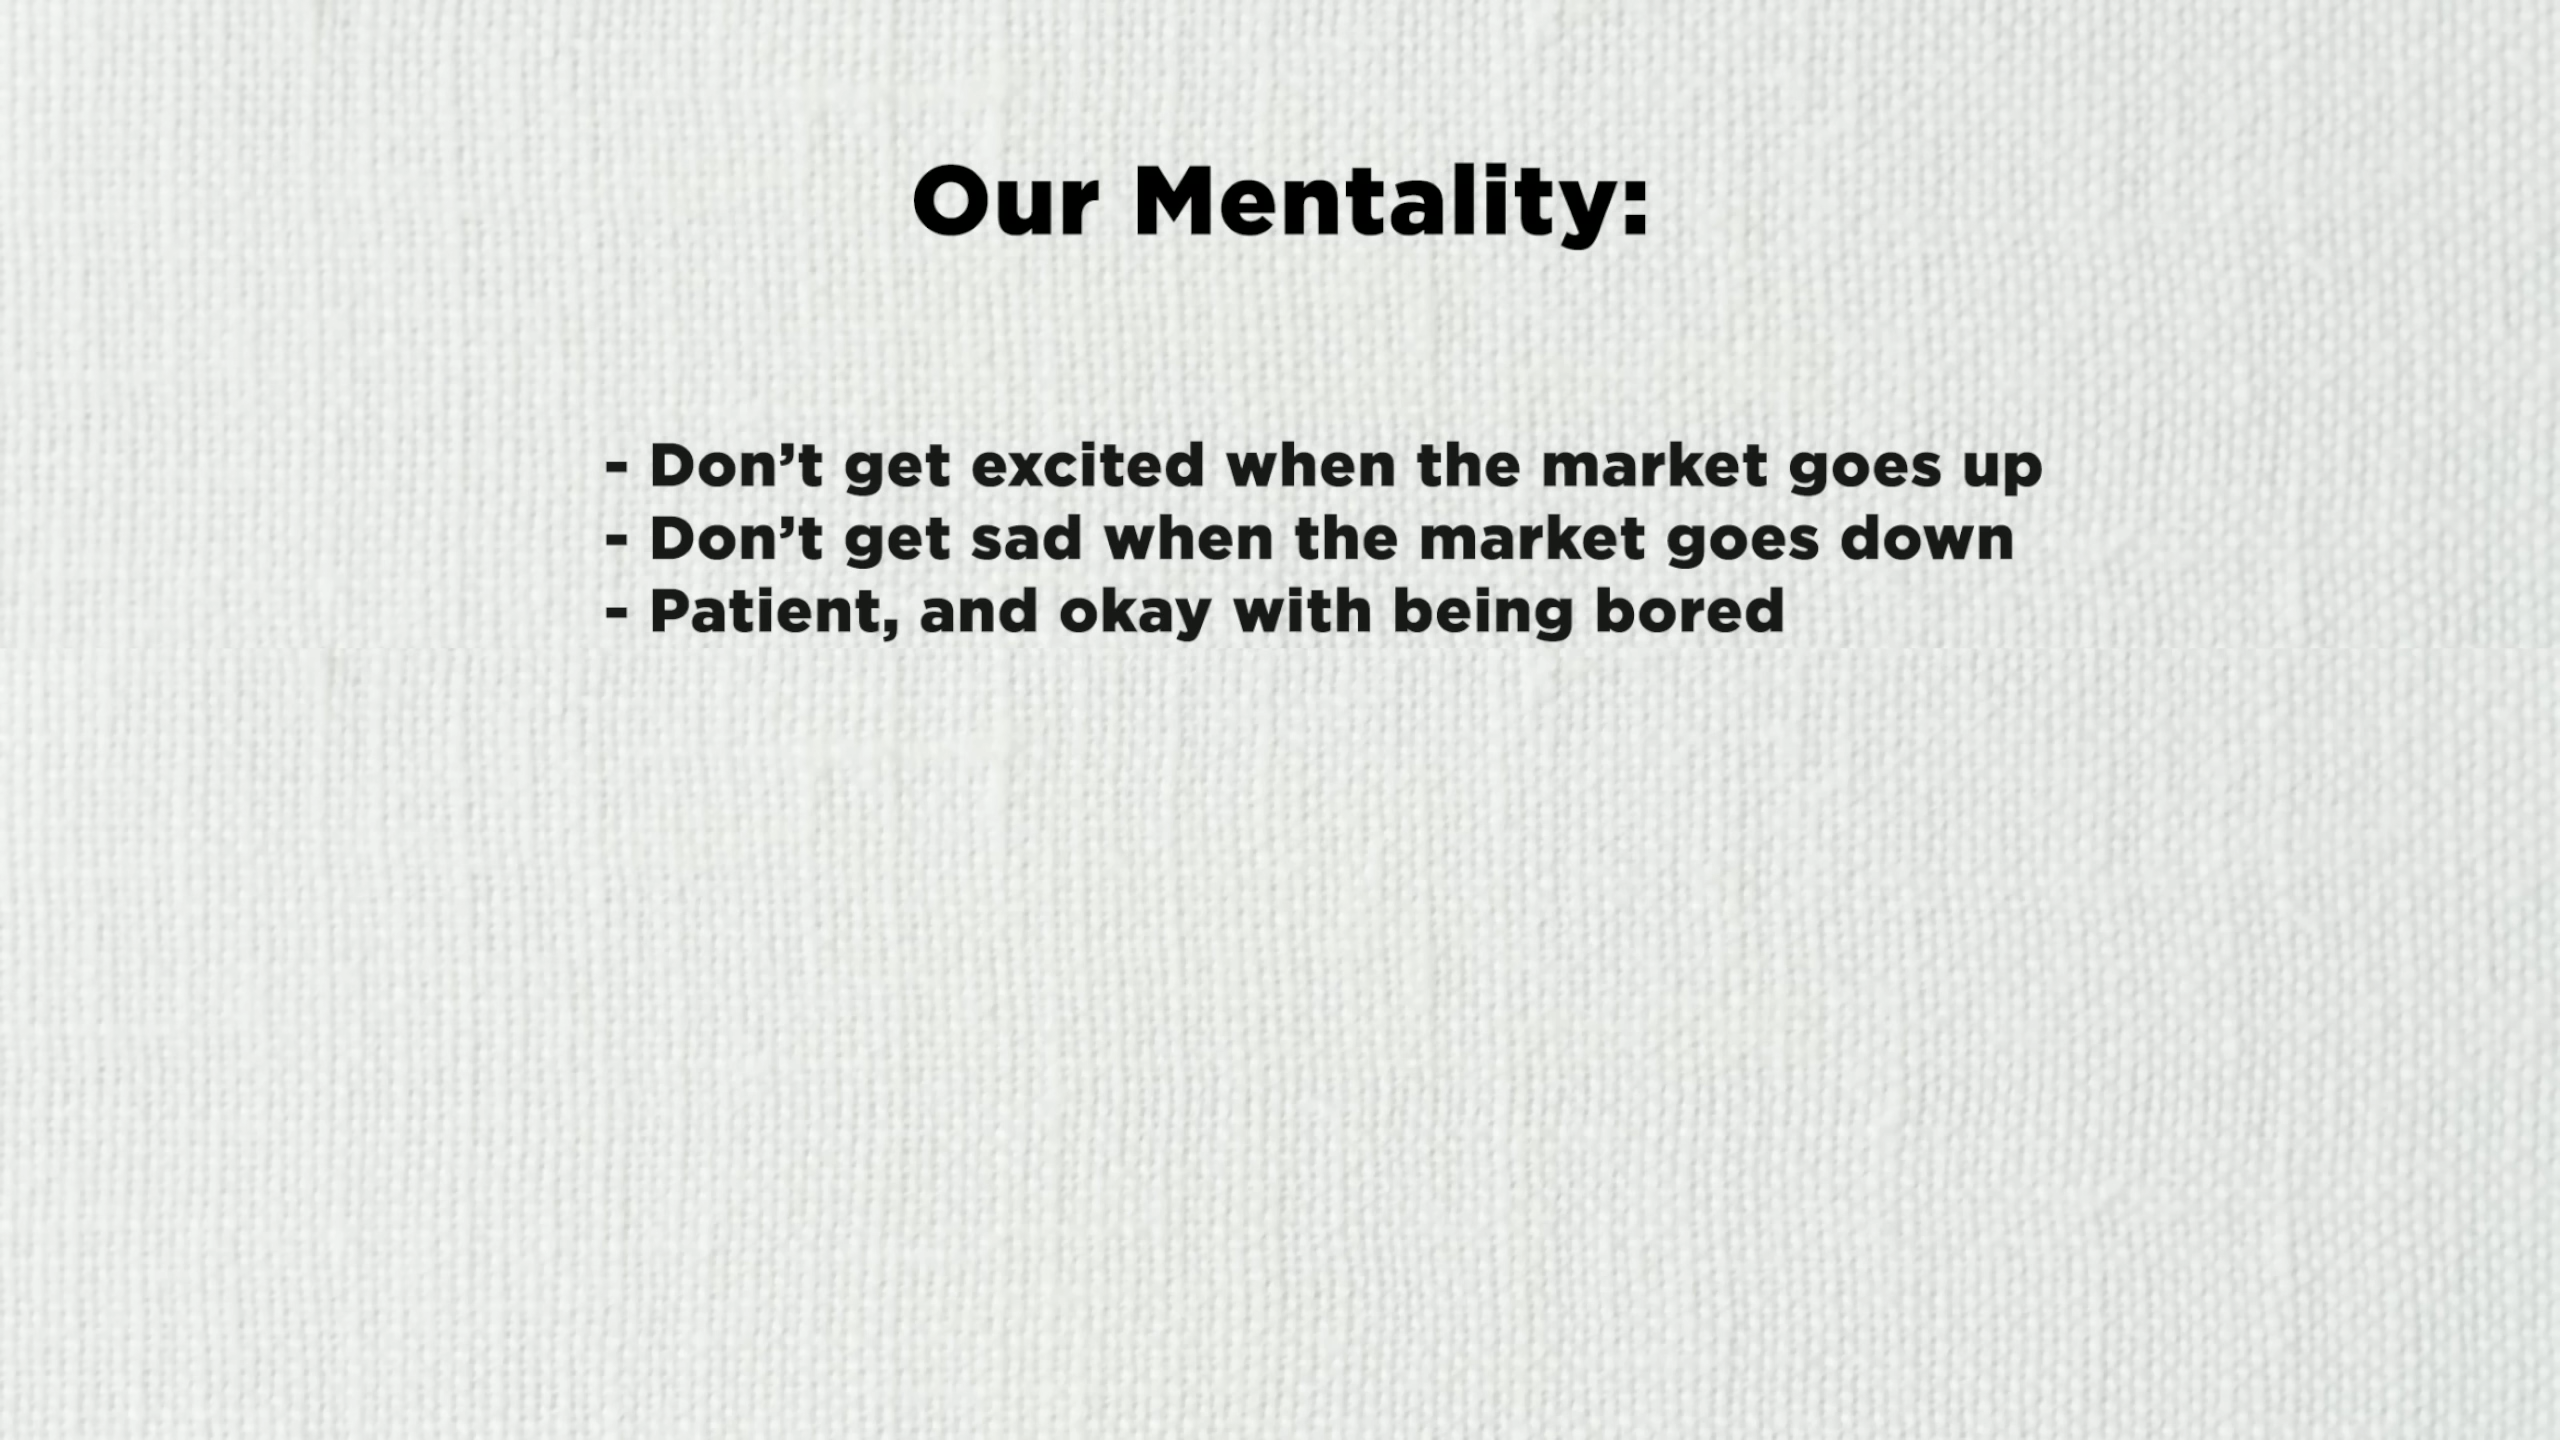 Our Mentality:
- Don’t get excited when the market goes up
- Don’t get sad when the market goes down
- Patient, and okay with being bored